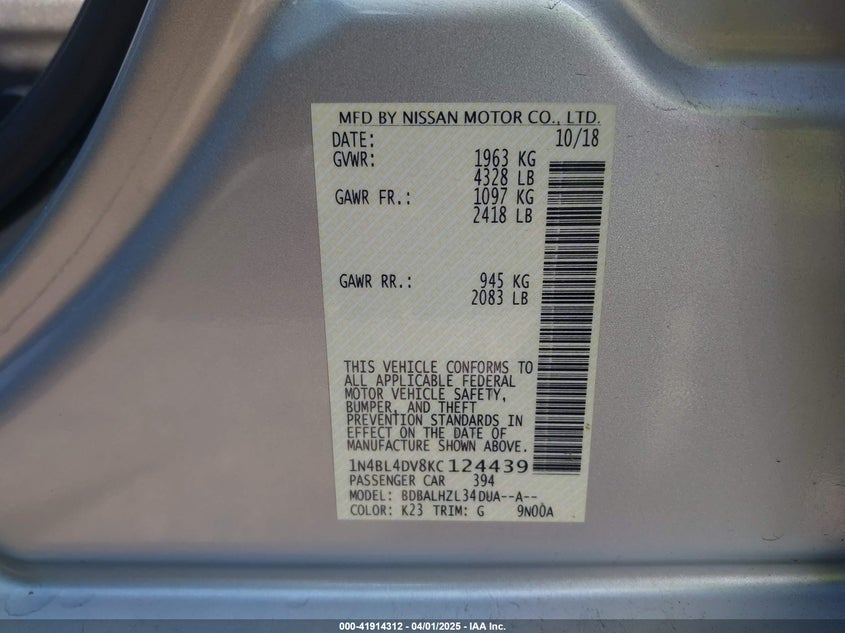 MFD BY NISSAN MOTOR CO., LTD.
DATE: 10/18
GVWR: 1963 KG
4328 LB
GAWR FR.: 1097 KG
2418 LB
GAWR RR.: 945 KG
2083 LB
THIS VEHICLE CONFORMS TO
ALL APPLICABLE FEDERAL
MOTOR VEHICLE SAFETY,
BUMPER, AND THEFT
PREVENTION STANDARDS IN
EFFECT ON THE DATE OF
MANUFACTURE SHOWN ABOVE.
1N4BL4DV8KC124439
PASSENGER CAR 394
MODEL: BDBALHZL34DUA--A--
COLOR: K23 TRIM: G 9N00A
000-41914312 - 04/01/2025 - IAA Inc.